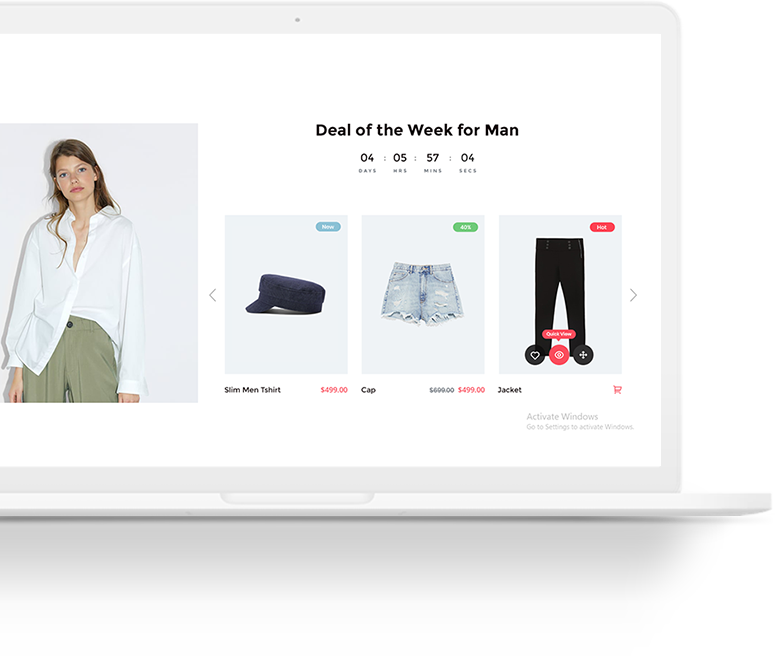 Deal of the Week for Man
04 : 05 : 57 : 04
DAYS HRS MINS SECS
New
40%
Hot
Quick View
Slim Men Tshirt $499.00
Cap $699.00 $499.00
Jacket
Activate Windows
Go to Settings to activate Windows.